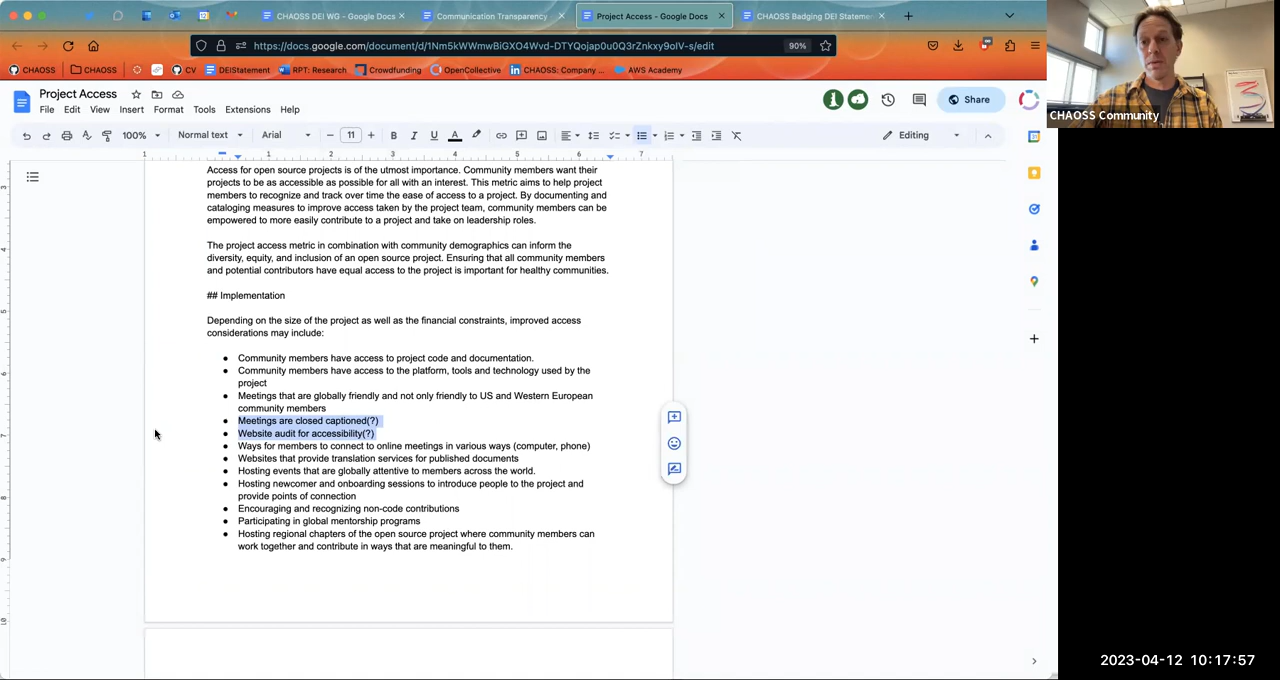 CHAOSS DEI WG - Google Docs
Communication Transparency
Project Access - Google Docs
CHAOSS Badging DEI Statemen
https://docs.google.com/document/d/1Nm5kWWmwBiGXO4Wvd-DTYQojap0u0Q3rZnkxy9oIV-s/edit
90%
CHAOSS
CHAOSS
CV
DEIStatement
RPT: Research
Crowdfunding
OpenCollective
CHAOSS: Company ...
AWS Academy
Project Access
File Edit View Insert Format Tools Extensions Help
Share
100% Normal text Arial 11 Editing
1 1 2 3 4 5 6 7
Access for open source projects is of the utmost importance. Community members want their
projects to be as accessible as possible for all with an interest. This metric aims to help project
members to recognize and track over time the ease of access to a project. By documenting and
cataloging measures to improve access taken by the project team, community members can be
empowered to more easily contribute to a project and take on leadership roles.
The project access metric in combination with community demographics can inform the
diversity, equity, and inclusion of an open source project. Ensuring that all community members
and potential contributors have equal access to the project is important for healthy communities.
## Implementation
Depending on the size of the project as well as the financial constraints, improved access
considerations may include:
● Community members have access to project code and documentation.
● Community members have access to the platform, tools and technology used by the
project
● Meetings that are globally friendly and not only friendly to US and Western European
community members
● Meetings are closed captioned(?)
● Website audit for accessibility(?)
● Ways for members to connect to online meetings in various ways (computer, phone)
● Websites that provide translation services for published documents
● Hosting events that are globally attentive to members across the world.
● Hosting newcomer and onboarding sessions to introduce people to the project and
provide points of connection
● Encouraging and recognizing non-code contributions
● Participating in global mentorship programs
● Hosting regional chapters of the open source project where community members can
work together and contribute in ways that are meaningful to them.
CHAOSS Community
2023-04-12 10:17:57